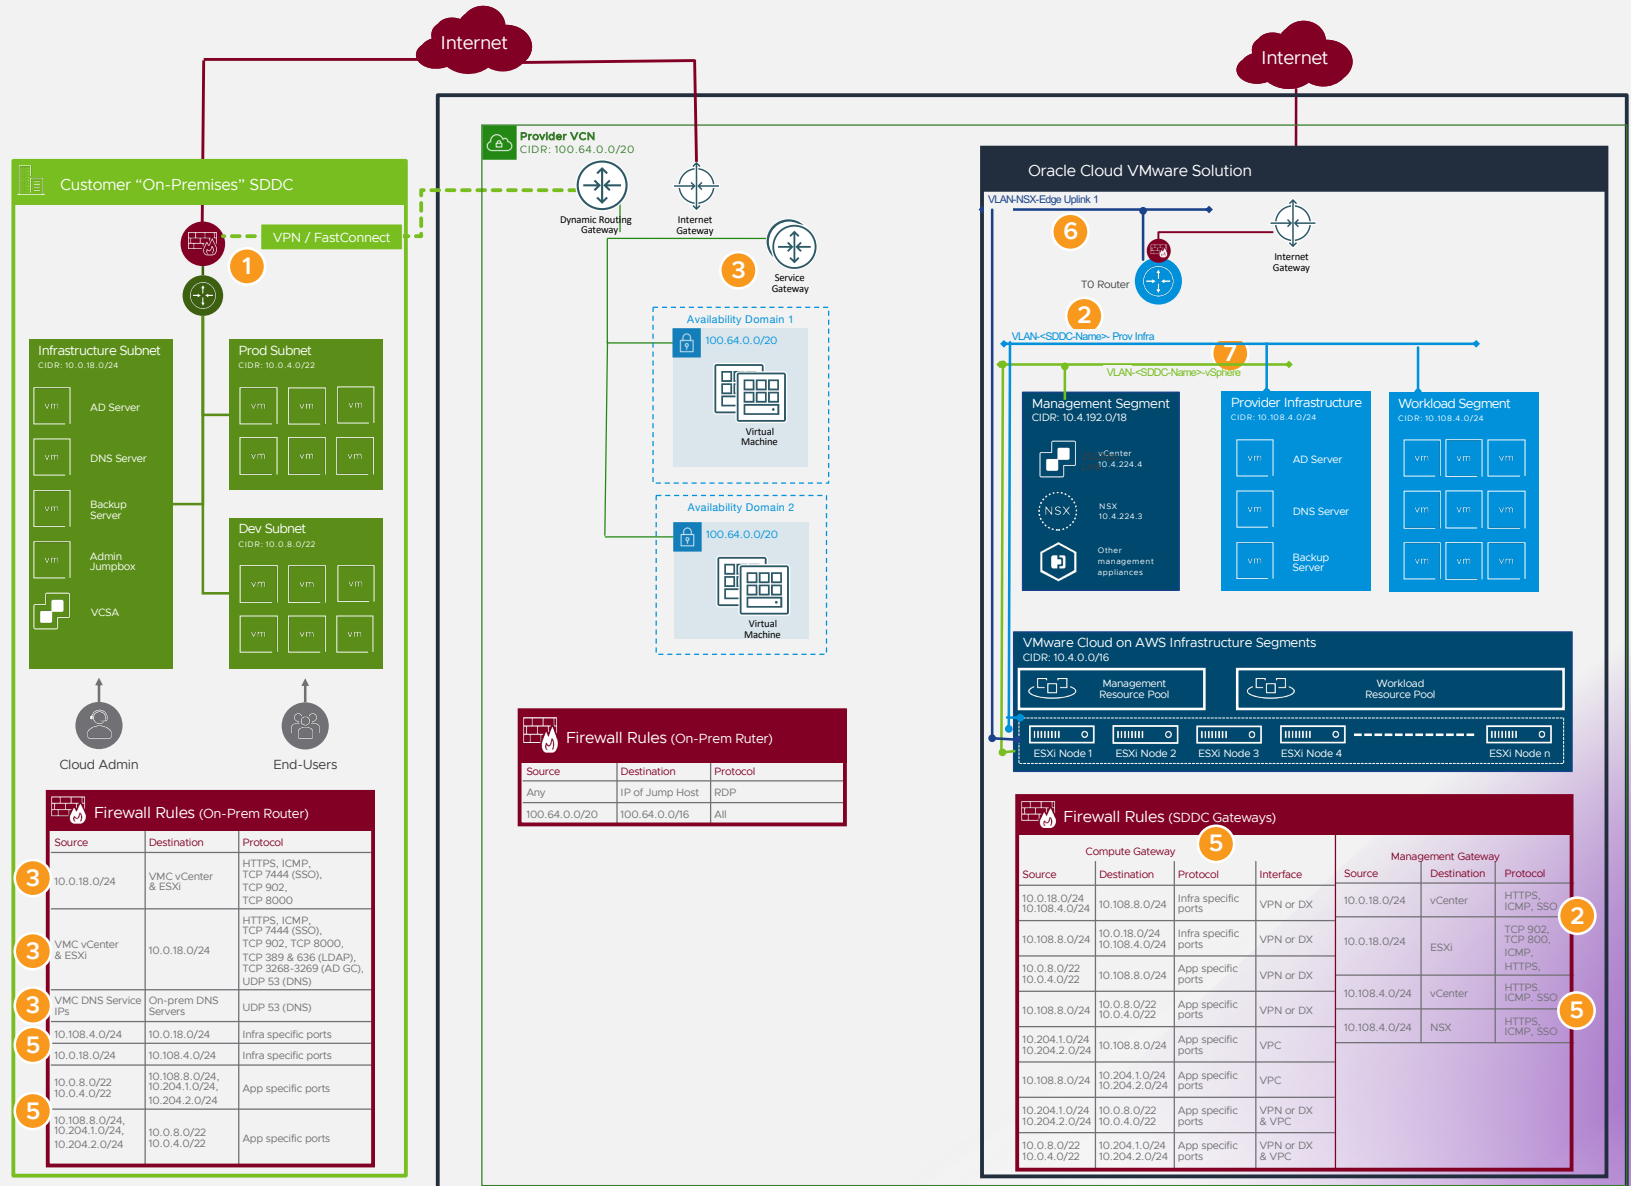 Internet
Internet
Provider VCN
CIDR: 100.64.0.0/20
Customer “On-Premises” SDDC
VPN / FastConnect
1
Infrastructure Subnet
CIDR: 10.0.18.0/24
vm
AD Server
vm
DNS Server
vm
Backup
Server
vm
Admin
Jumpbox
VCSA
Prod Subnet
CIDR: 10.0.4.0/22
vm vm vm
vm vm vm
Dev Subnet
CIDR: 10.0.8.0/22
vm vm vm
vm vm vm
Cloud Admin
End-Users
Firewall Rules (On-Prem Router)
Source Destination Protocol
3
10.0.18.0/24
VMC vCenter
& ESXi
HTTPS, ICMP,
TCP 7444 (SSO),
TCP 902,
TCP 8000
3
VMC vCenter
& ESXi
10.0.18.0/24
HTTPS, ICMP,
TCP 7444 (SSO),
TCP 902, TCP 8000,
TCP 389 & 636 (LDAP),
TCP 3268-3269 (AD GC),
UDP 53 (DNS)
3
VMC DNS Service
IPs
On-prem DNS
Servers
UDP 53 (DNS)
5
10.108.4.0/24 10.0.18.0/24 Infra specific ports
10.0.18.0/24 10.108.4.0/24 Infra specific ports
10.0.8.0/22
10.0.4.0/22
10.108.8.0/24,
10.204.1.0/24,
10.204.2.0/24
App specific ports
5
10.108.8.0/24,
10.204.1.0/24,
10.204.2.0/24
10.0.8.0/22
10.0.4.0/22
App specific ports
Dynamic Routing
Gateway
Internet
Gateway
3
Service
Gateway
Availability Domain 1
100.64.0.0/20
Virtual
Machine
Availability Domain 2
100.64.0.0/20
Virtual
Machine
Firewall Rules (On-Prem Ruter)
Source Destination Protocol
Any IP of Jump Host RDP
100.64.0.0/20 100.64.0.0/16 All
Oracle Cloud VMware Solution
VLAN-NSX-Edge Uplink 1
6
Internet
Gateway
T0 Router
2
VLAN-<SDDC-Name>- Prov Infra
7
VLAN-<SDDC-Name>-vSphere
Management Segment
CIDR: 10.4.192.0/18
vCenter
10.4.224.4
NSX
NSX
10.4.224.3
Other
management
appliances
Provider Infrastructure
CIDR: 10.108.4.0/24
vm
AD Server
vm
DNS Server
vm
Backup
Server
Workload Segment
CIDR: 10.108.4.0/24
vm vm vm
vm vm vm
vm vm vm
VMware Cloud on AWS Infrastructure Segments
CIDR: 10.4.0.0/16
Management
Resource Pool
Workload
Resource Pool
ESXi Node 1 ESXi Node 2 ESXi Node 3 ESXi Node 4 ESXi Node n
Firewall Rules (SDDC Gateways)
Compute Gateway
5
Source Destination Protocol Interface
10.0.18.0/24
10.108.4.0/24
10.108.8.0/24
Infra specific
ports
VPN or DX
10.108.8.0/24
10.0.18.0/24
10.108.4.0/24
Infra specific
ports
VPN or DX
10.0.8.0/22
10.0.4.0/22
10.108.8.0/24
App specific
ports
VPN or DX
10.108.8.0/24
10.0.8.0/22
10.0.4.0/22
App specific
ports
VPN or DX
10.204.1.0/24
10.204.2.0/24
10.108.8.0/24
App specific
ports
VPC
10.108.8.0/24
10.204.1.0/24
10.204.2.0/24
App specific
ports
VPC
10.204.1.0/24
10.204.2.0/24
10.0.8.0/22
10.0.4.0/22
App specific
ports
VPN or DX
& VPC
10.0.8.0/22
10.0.4.0/22
10.204.1.0/24
10.204.2.0/24
App specific
ports
VPN or DX
& VPC
Management Gateway
Source Destination Protocol
10.0.18.0/24
vCenter
HTTPS,
ICMP, SSO
2
10.0.18.0/24
ESXi
TCP 902,
TCP 800,
ICMP,
HTTPS,
10.108.4.0/24
vCenter
HTTPS,
ICMP, SSO
5
10.108.4.0/24
NSX
HTTPS,
ICMP, SSO